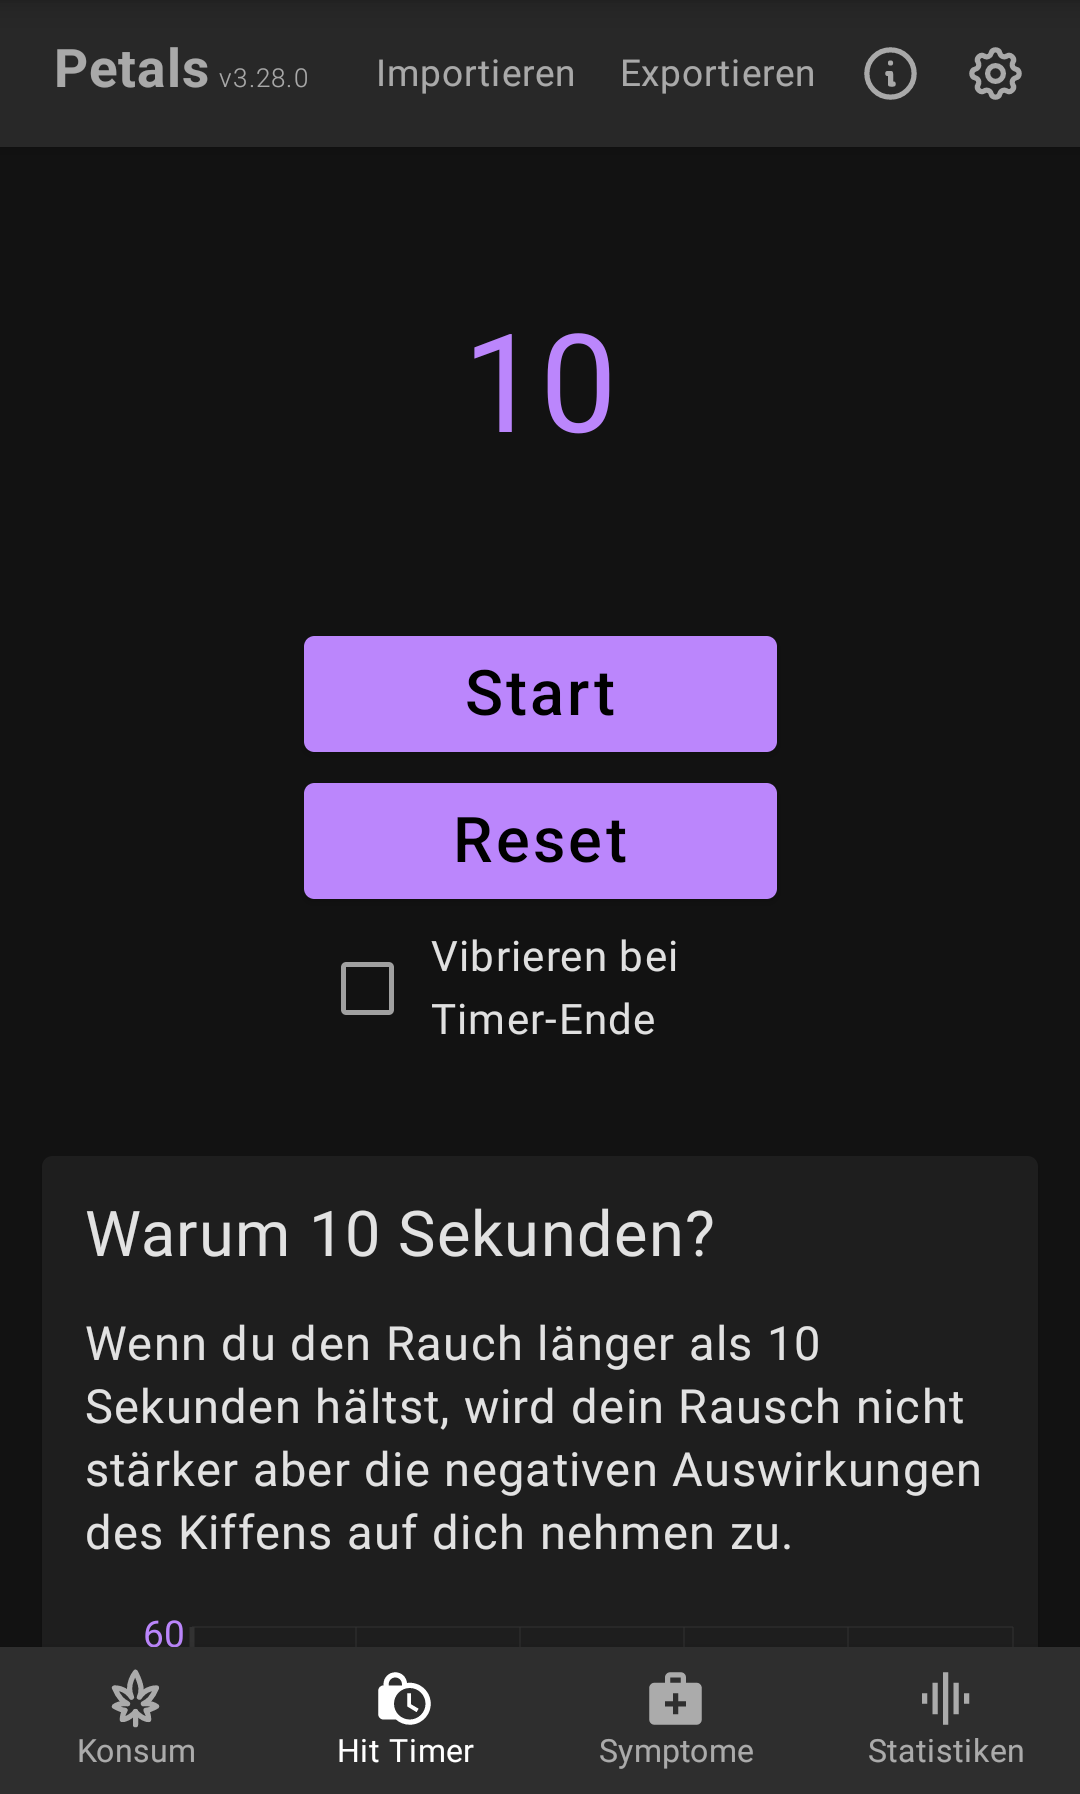 Petals v3.28.0 Importieren Exportieren
10
Start
Reset
Vibrieren bei
Timer-Ende
Warum 10 Sekunden?
Wenn du den Rauch länger als 10
Sekunden hältst, wird dein Rausch nicht
stärker aber die negativen Auswirkungen
des Kiffens auf dich nehmen zu.
60
Konsum Hit Timer Symptome Statistiken